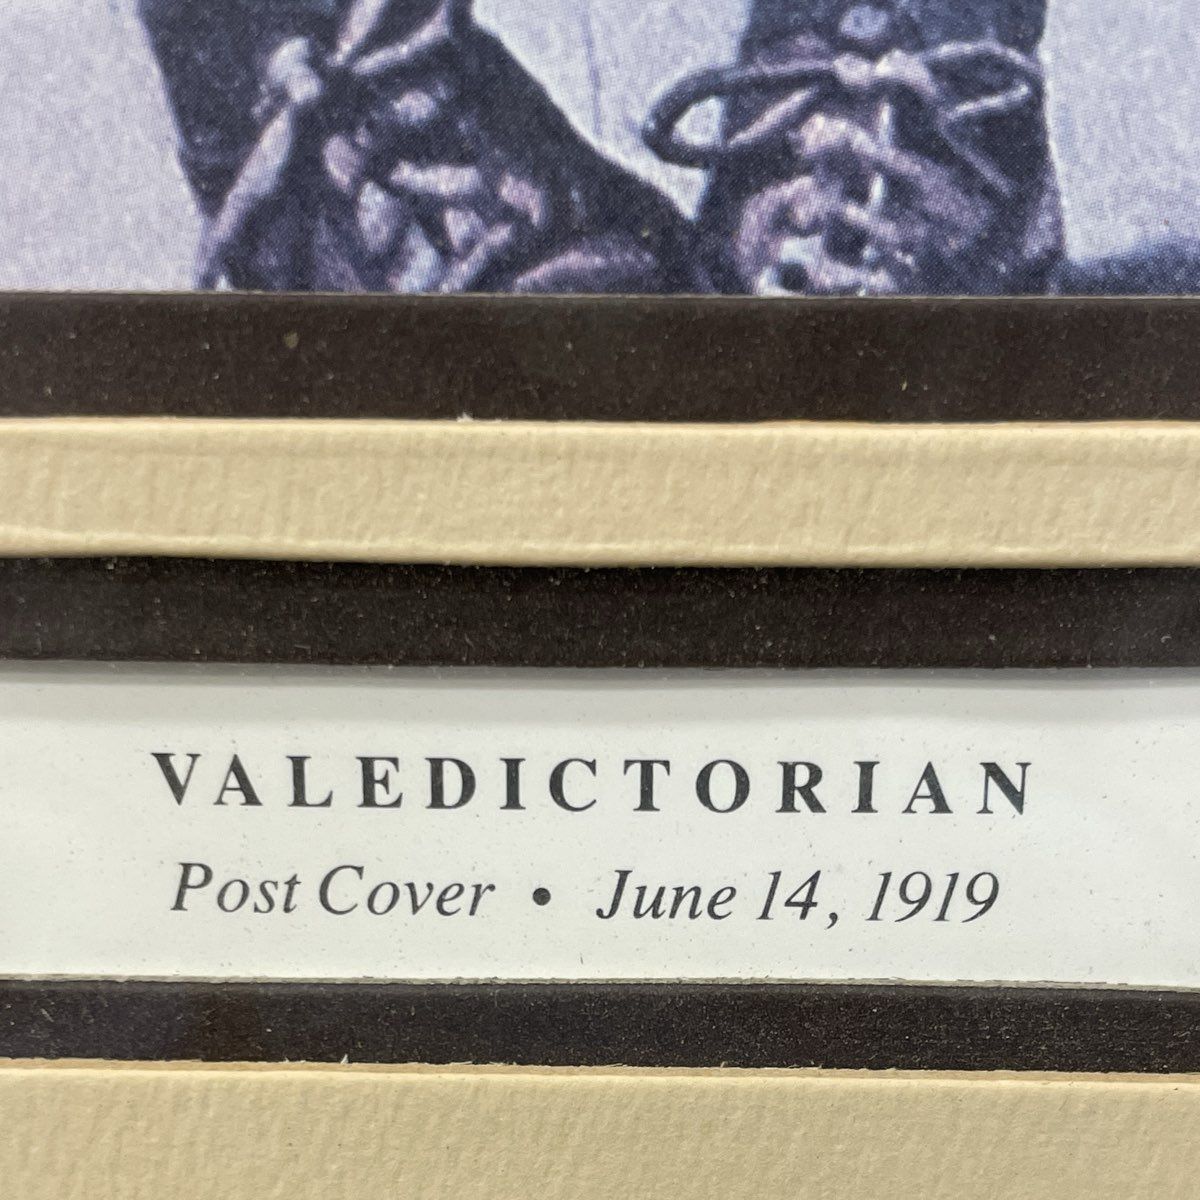 VALEDICTORIAN
Post Cover • June 14, 1919